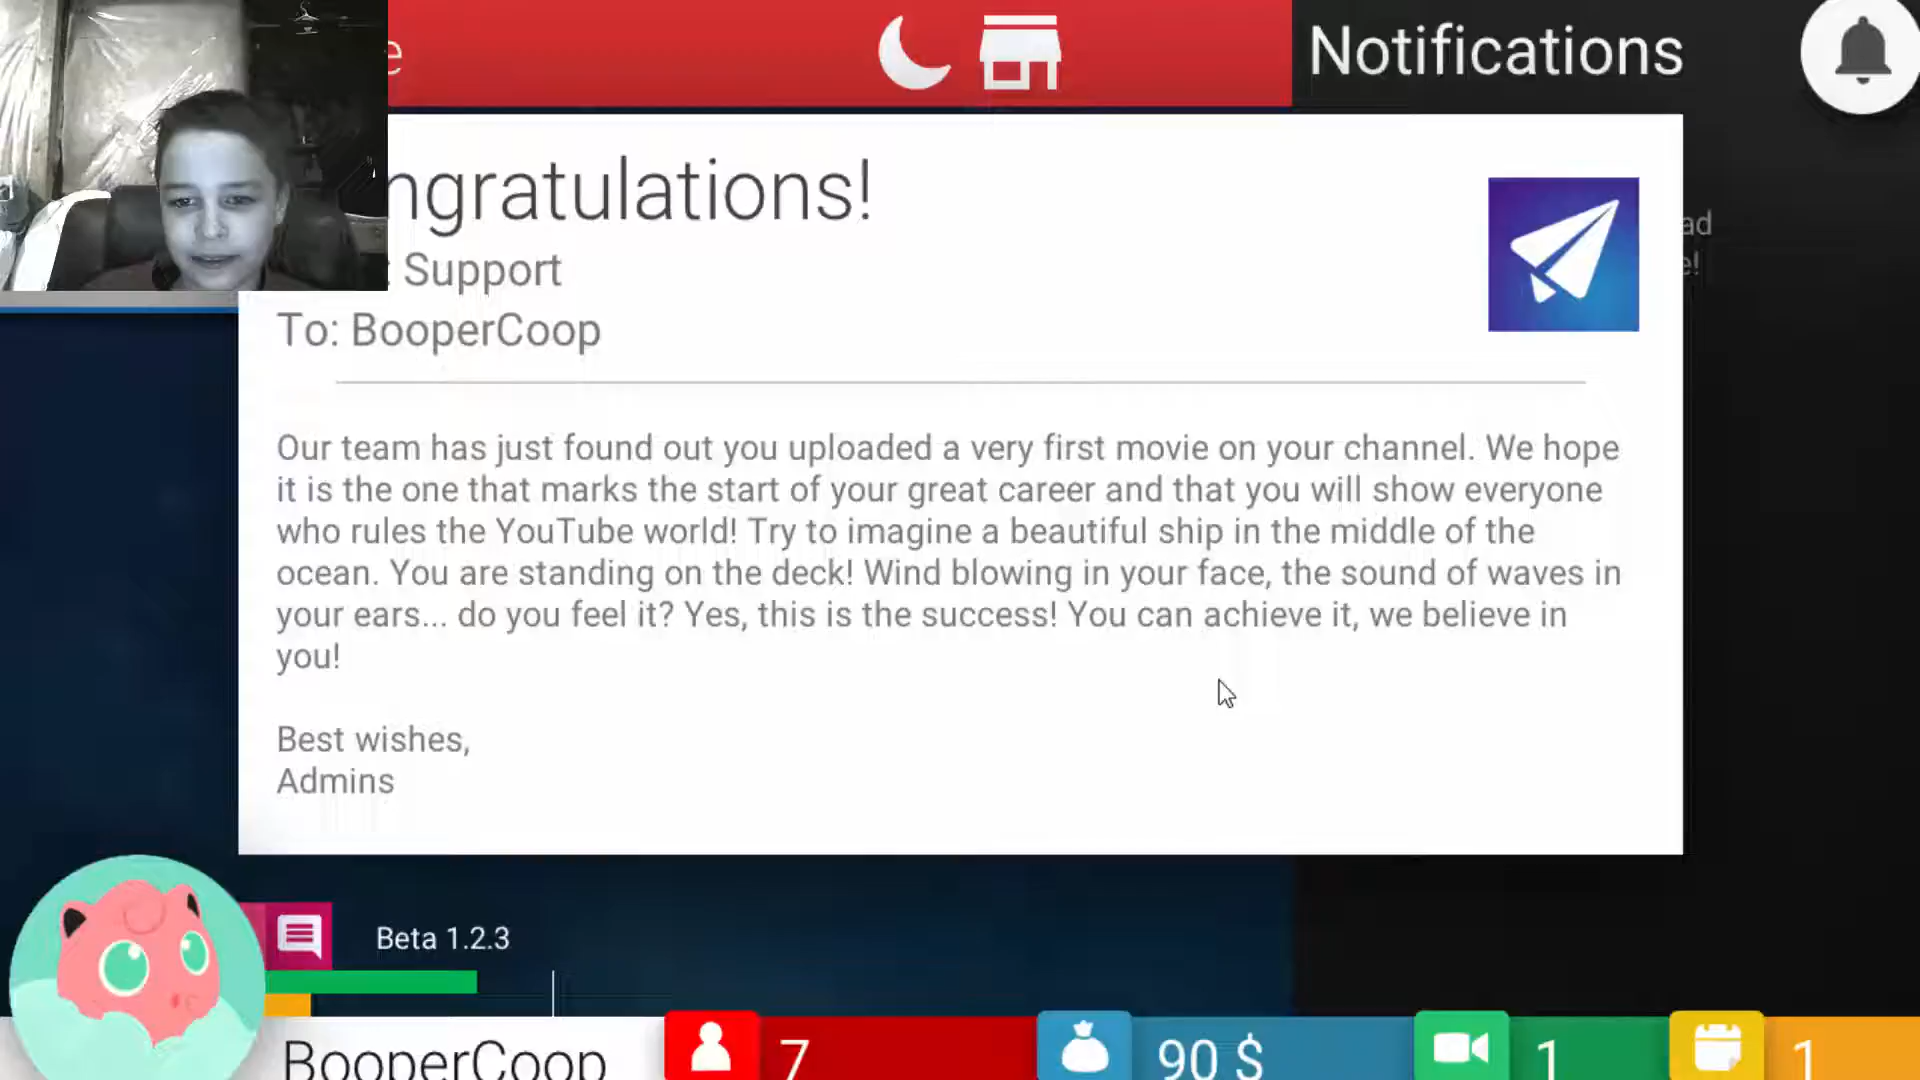 Notifications
ngratulations!
: Support
To: BooperCoop
Our team has just found out you uploaded a very first movie on your channel. We hope
it is the one that marks the start of your great career and that you will show everyone
who rules the YouTube world! Try to imagine a beautiful ship in the middle of the
ocean. You are standing on the deck! Wind blowing in your face, the sound of waves in
your ears... do you feel it? Yes, this is the success! You can achieve it, we believe in
you!
Best wishes,
Admins
Beta 1.2.3
BooperCoop
7
90 $
1
1